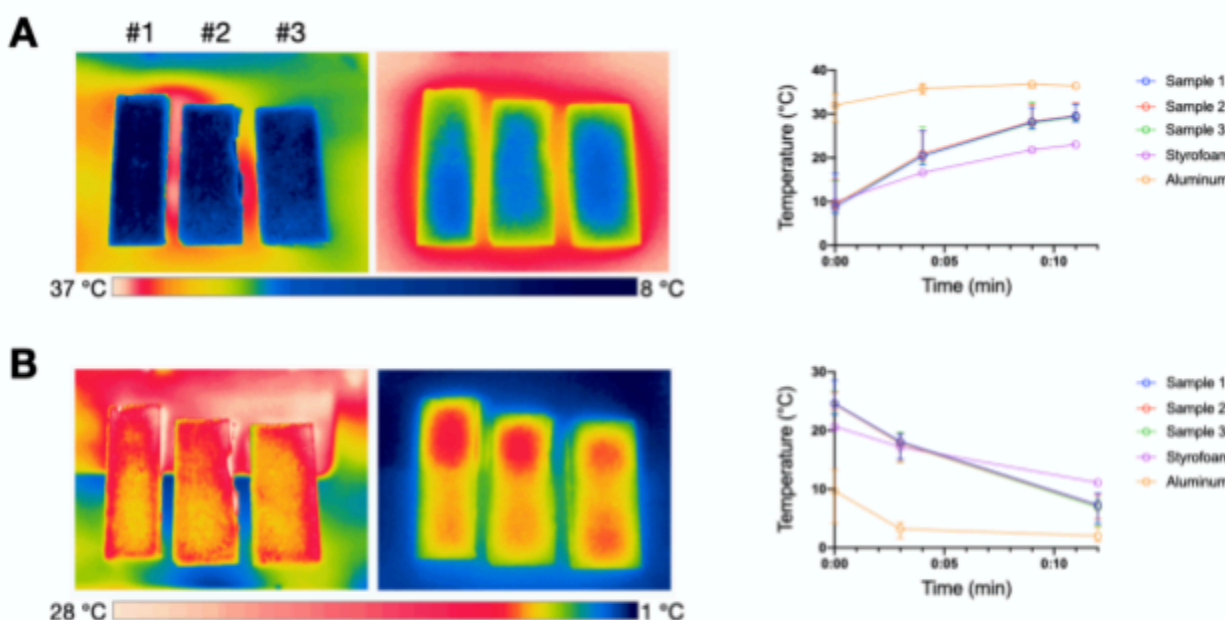 A
#1 #2 #3
37 °C 8 °C
Temperature (°C)
40
30
20
10
0
0:00 0:05 0:10
Time (min)
Sample 1
Sample 2
Sample 3
Styrofoam
Aluminum
B
28 °C 1 °C
Temperature (°C)
30
20
10
0
0:00 0:05 0:10
Time (min)
Sample 1
Sample 2
Sample 3
Styrofoam
Aluminum